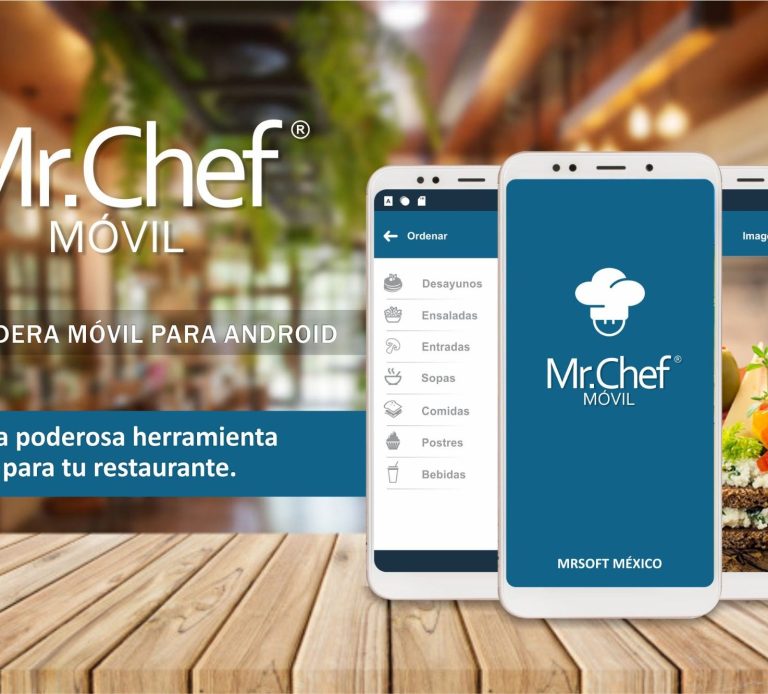 Mr.Chef®
MÓVIL
DERA MÓVIL PARA ANDROID
a poderosa herramienta
para tu restaurante.
Ordenar
Desayunos
Ensaladas
Entradas
Sopas
Comidas
Postres
Bebidas
Mr.Chef®
MÓVIL
MRSOFT MÉXICO
Image